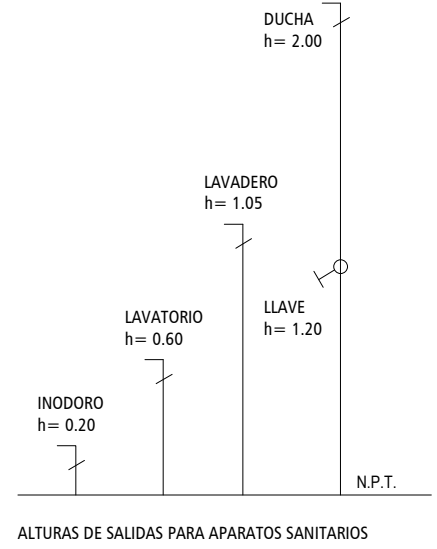 DUCHA
h= 2.00
LAVADERO
h= 1.05
LLAVE
h= 1.20
LAVATORIO
h= 0.60
INODORO
h= 0.20
N.P.T.
ALTURAS DE SALIDAS PARA APARATOS SANITARIOS